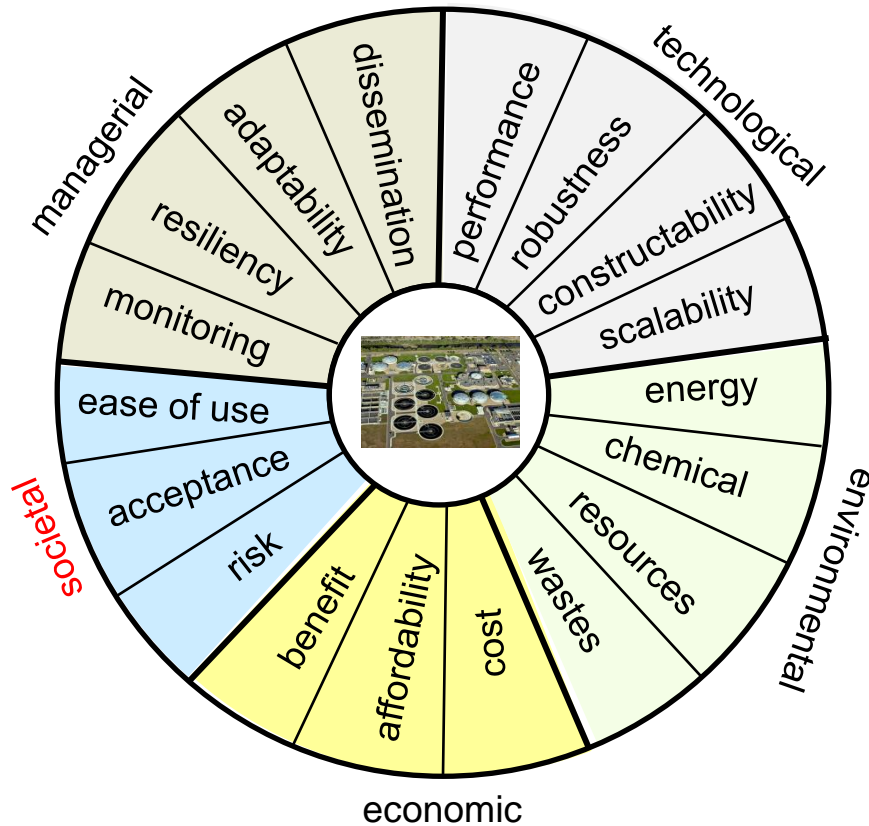 technological
performance
robustness
constructability
scalability
environmental
energy
chemical
resources
wastes
economic
cost
affordability
benefit
societal
risk
acceptance
ease of use
managerial
monitoring
resiliency
adaptability
dissemination